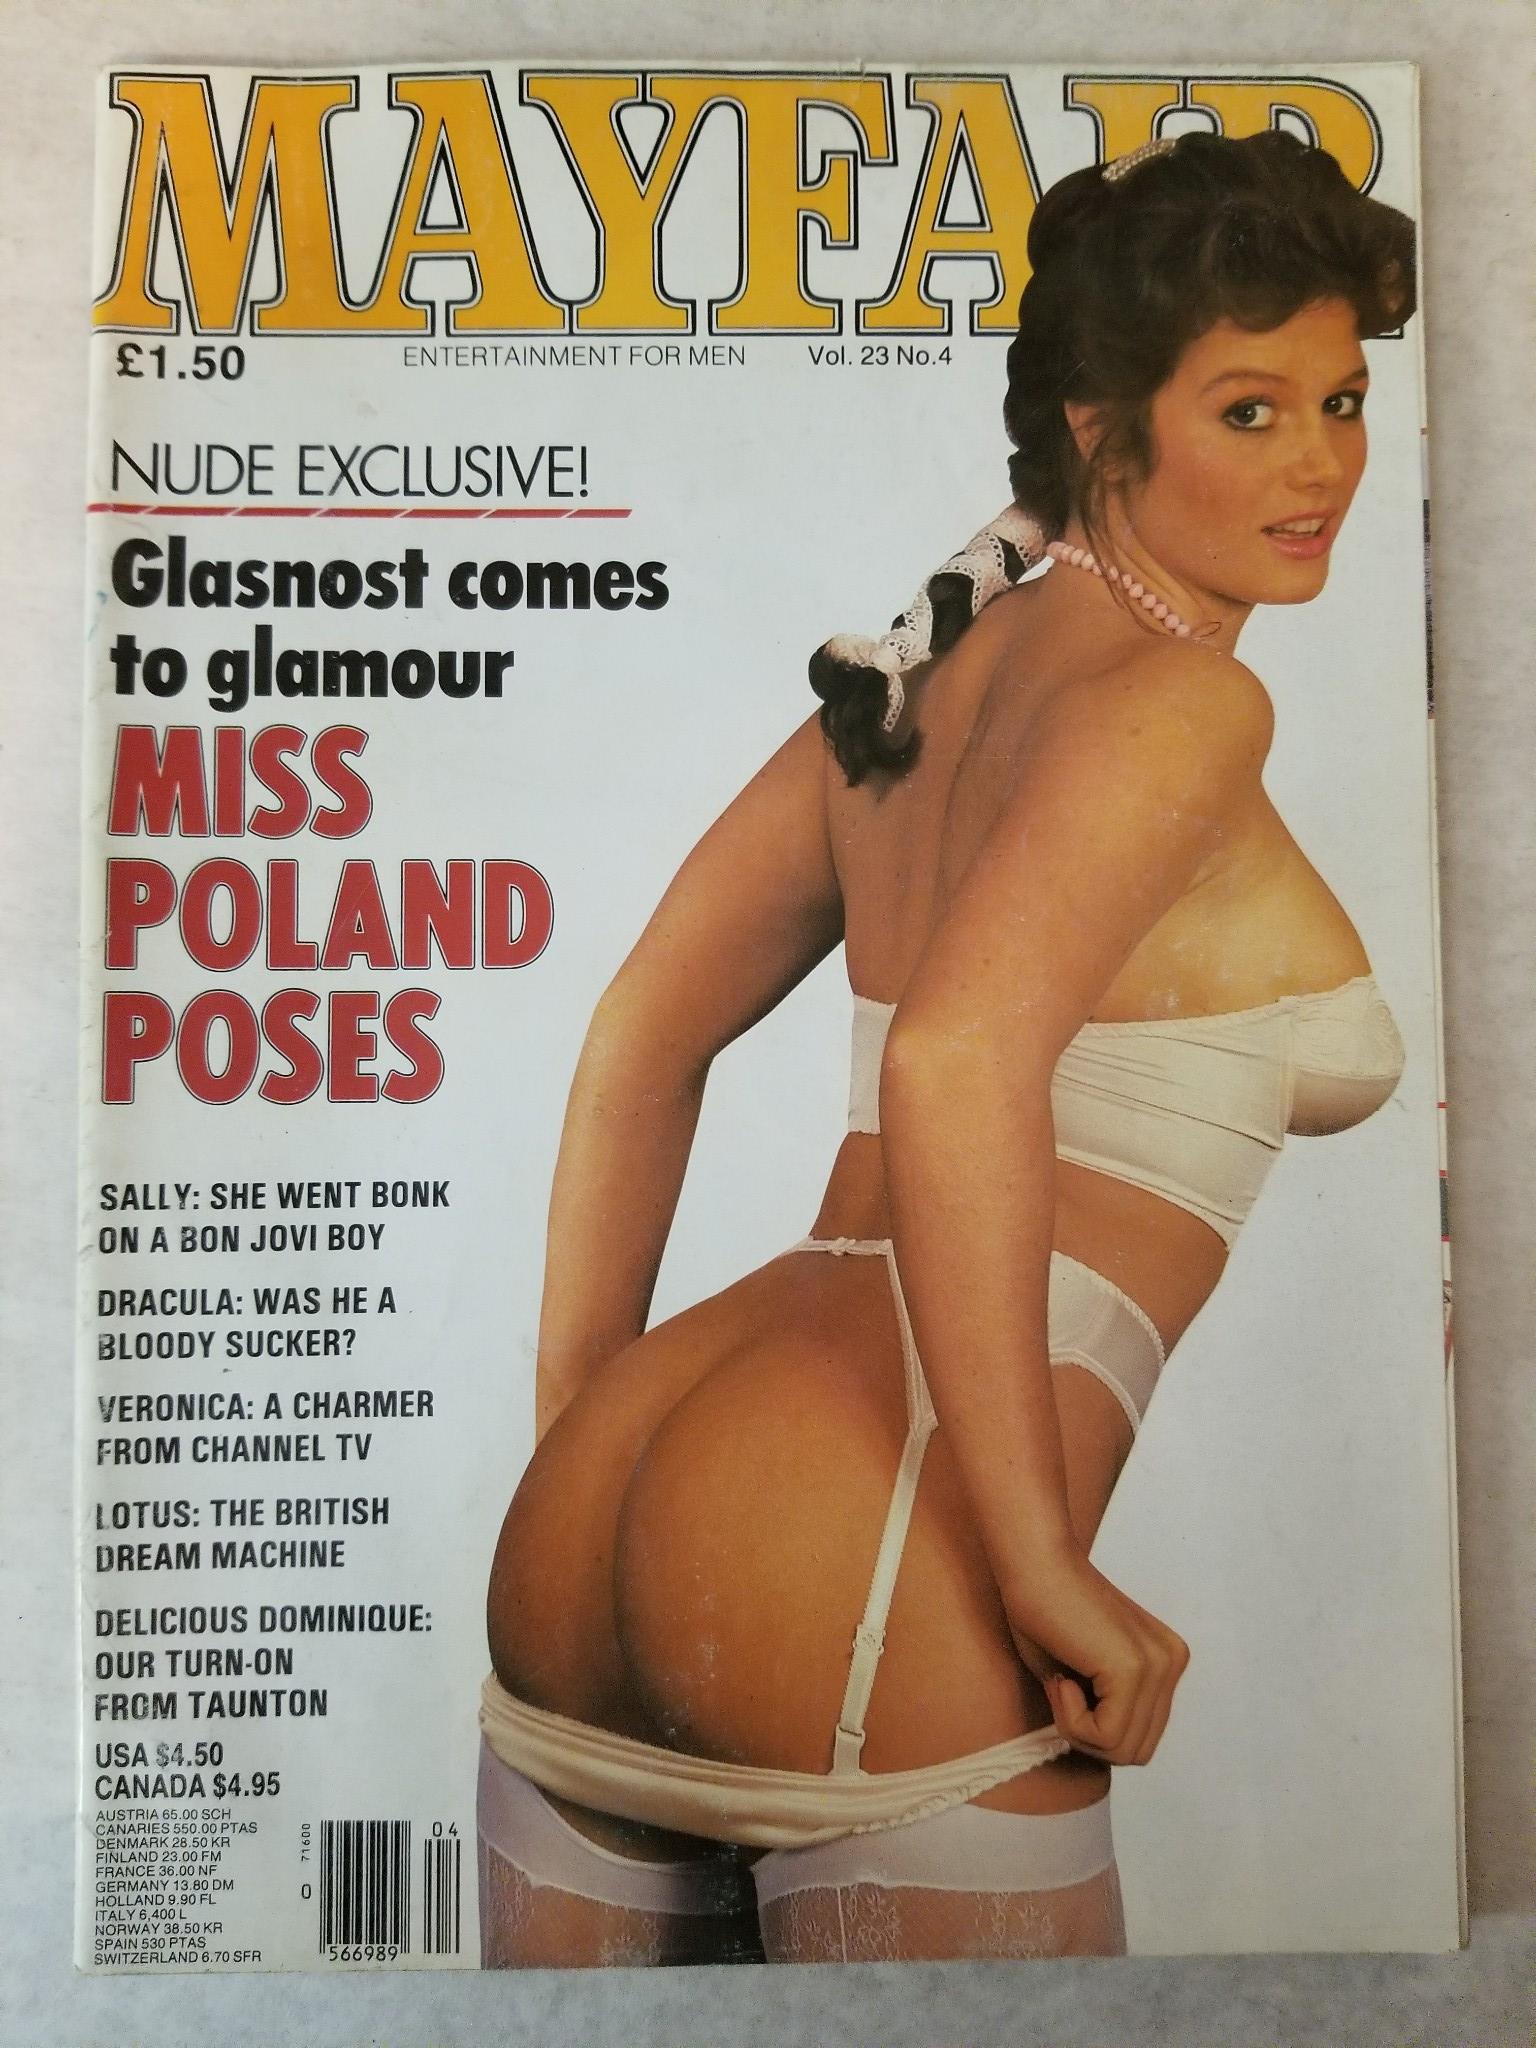 MAYFAIR
£1.50 ENTERTAINMENT FOR MEN Vol. 23 No.4
NUDE EXCLUSIVE!
Glasnost comes
to glamour
MISS
POLAND
POSES
SALLY: SHE WENT BONK
ON A BON JOVI BOY
DRACULA: WAS HE A
BLOODY SUCKER?
VERONICA: A CHARMER
FROM CHANNEL TV
LOTUS: THE BRITISH
DREAM MACHINE
DELICIOUS DOMINIQUE:
OUR TURN-ON
FROM TAUNTON
USA $4.50
CANADA $4.95
AUSTRIA 65.00 SCH
CANARIES 550.00 PTAS
DENMARK 28.50 KR
FINLAND 23.00 FM
FRANCE 36.00 NF
GERMANY 13.80 DM
HOLLAND 9.90 FL
ITALY 6,400 L
NORWAY 38.50 KR
SPAIN 530 PTAS
SWITZERLAND 6.70 SFR
71600
0
566989
04